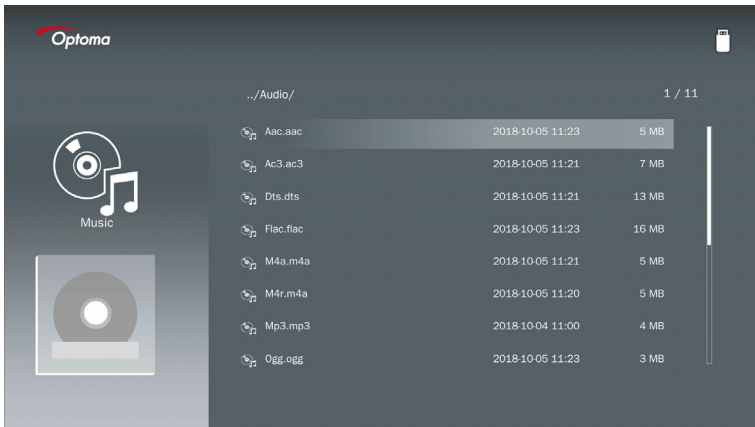 Optoma
../Audio/ 1 / 11
Aac.aac 2018-10-05 11:23 5 MB
Ac3.ac3 2018-10-05 11:21 7 MB
Dts.dts 2018-10-05 11:21 13 MB
Flac.flac 2018-10-05 11:23 16 MB
M4a.m4a 2018-10-05 11:21 5 MB
M4r.m4a 2018-10-05 11:20 5 MB
Mp3.mp3 2018-10-04 11:00 4 MB
Ogg.ogg 2018-10-05 11:23 3 MB
Music